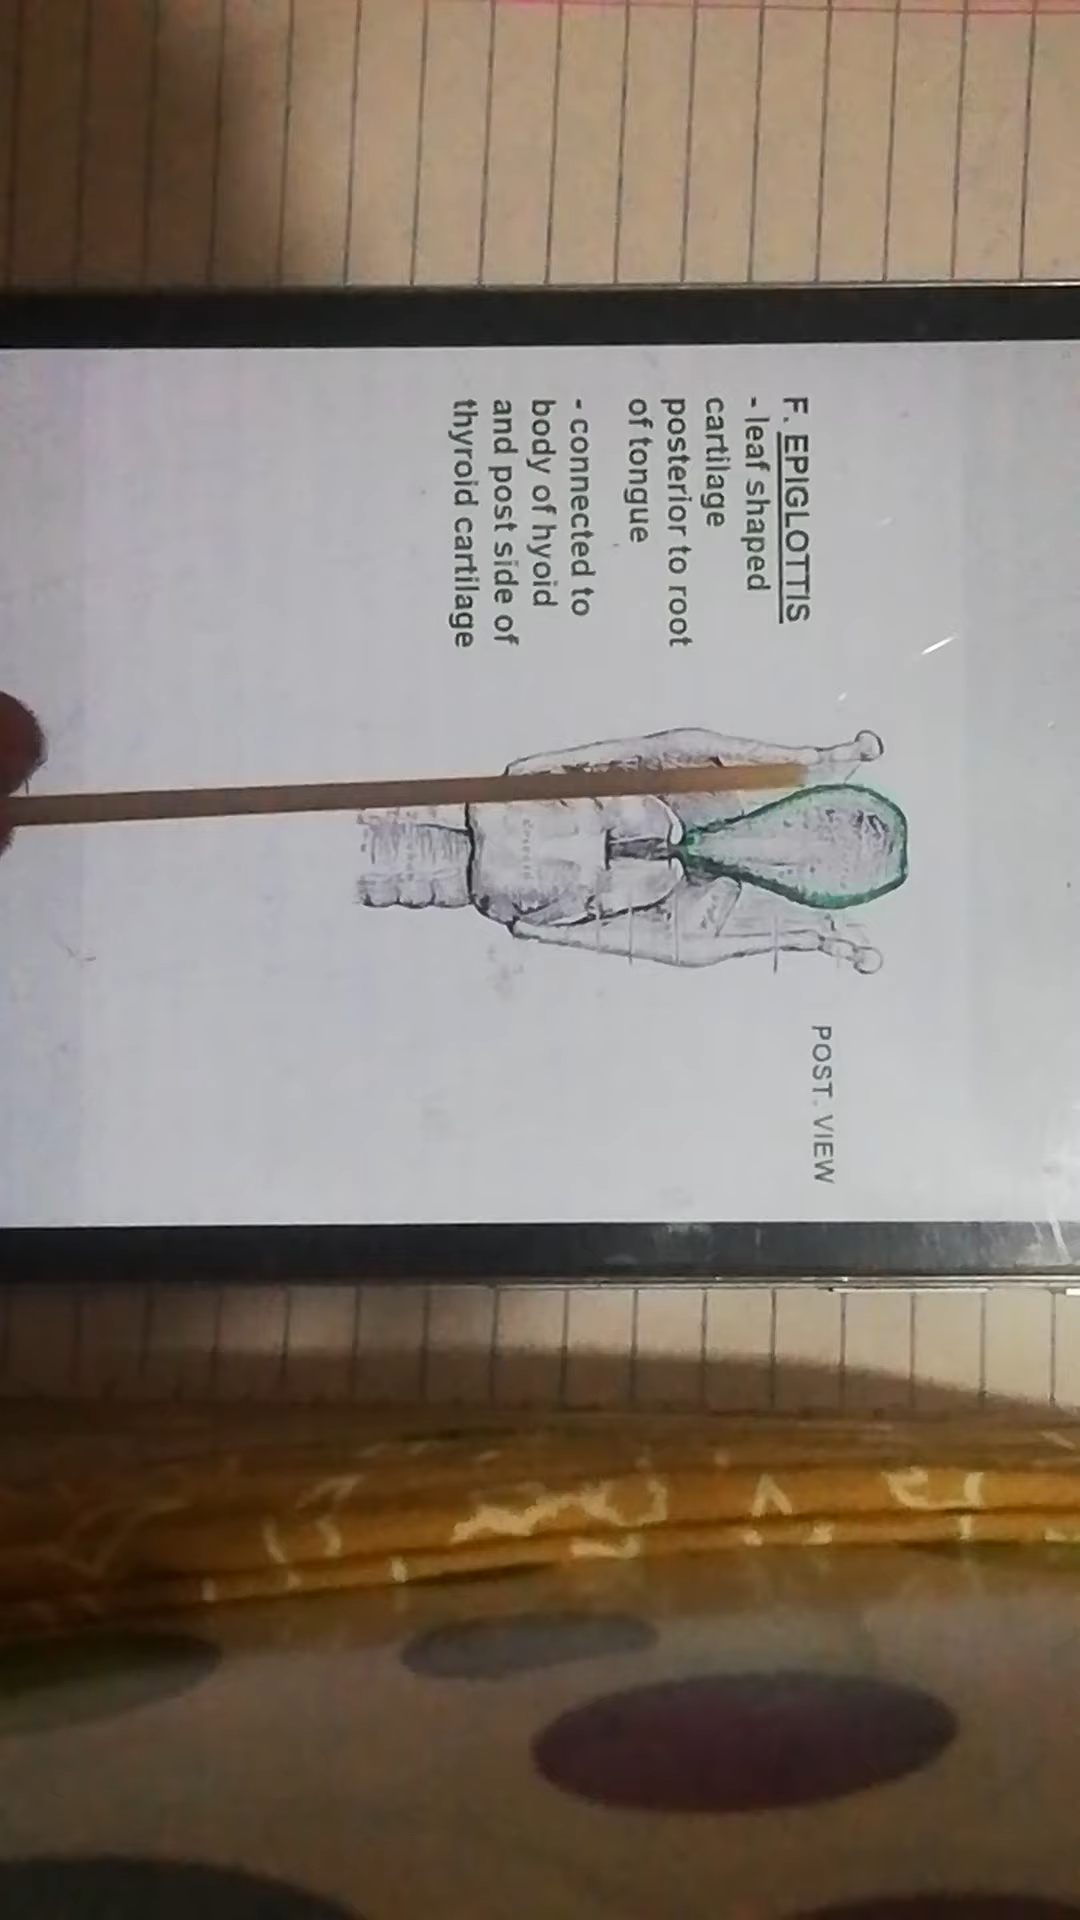 F. EPIGLOTTIS
- leaf shaped
cartilage
posterior to root
of tongue
- connected to
body of hyoid
and post side of
thyroid cartilage
POST. VIEW